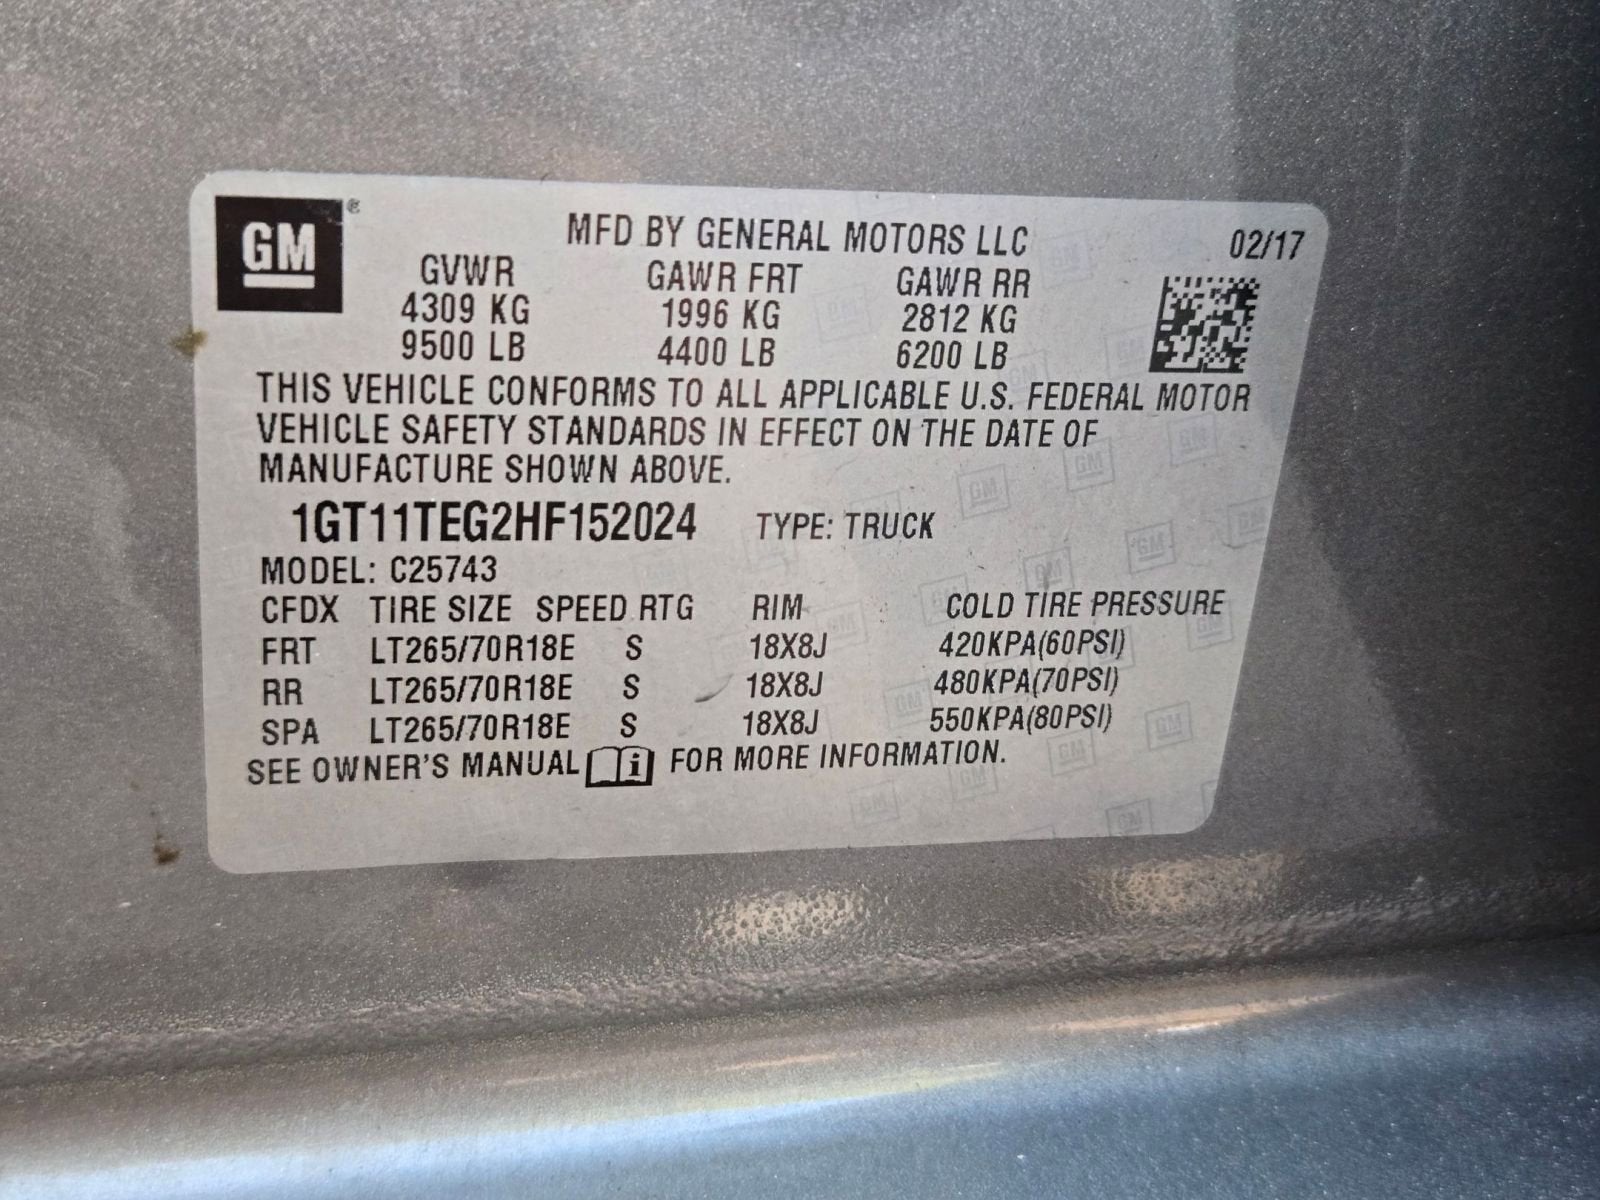 GM®
MFD BY GENERAL MOTORS LLC 02/17
GVWR GAWR FRT GAWR RR
4309 KG 1996 KG 2812 KG
9500 LB 4400 LB 6200 LB
THIS VEHICLE CONFORMS TO ALL APPLICABLE U.S. FEDERAL MOTOR
VEHICLE SAFETY STANDARDS IN EFFECT ON THE DATE OF
MANUFACTURE SHOWN ABOVE.
1GT11TEG2HF152024 TYPE: TRUCK
MODEL: C25743
CFDX TIRE SIZE SPEED RTG RIM COLD TIRE PRESSURE
FRT LT265/70R18E S 18X8J 420KPA(60PSI)
RR LT265/70R18E S 18X8J 480KPA(70PSI)
SPA LT265/70R18E S 18X8J 550KPA(80PSI)
SEE OWNER'S MANUAL i FOR MORE INFORMATION.